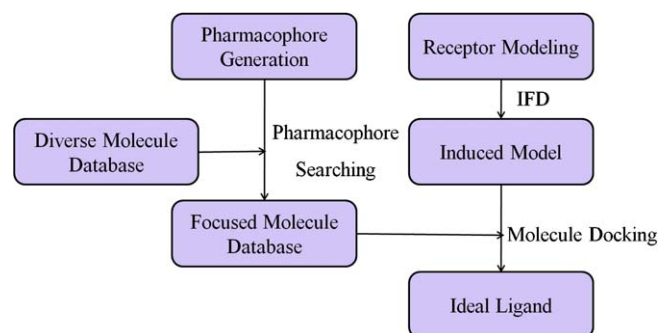 Pharmacophore
Generation
Receptor Modeling
IFD
Diverse Molecule
Database
Pharmacophore
Searching
Induced Model
Focused Molecule
Database
Molecule Docking
Ideal Ligand